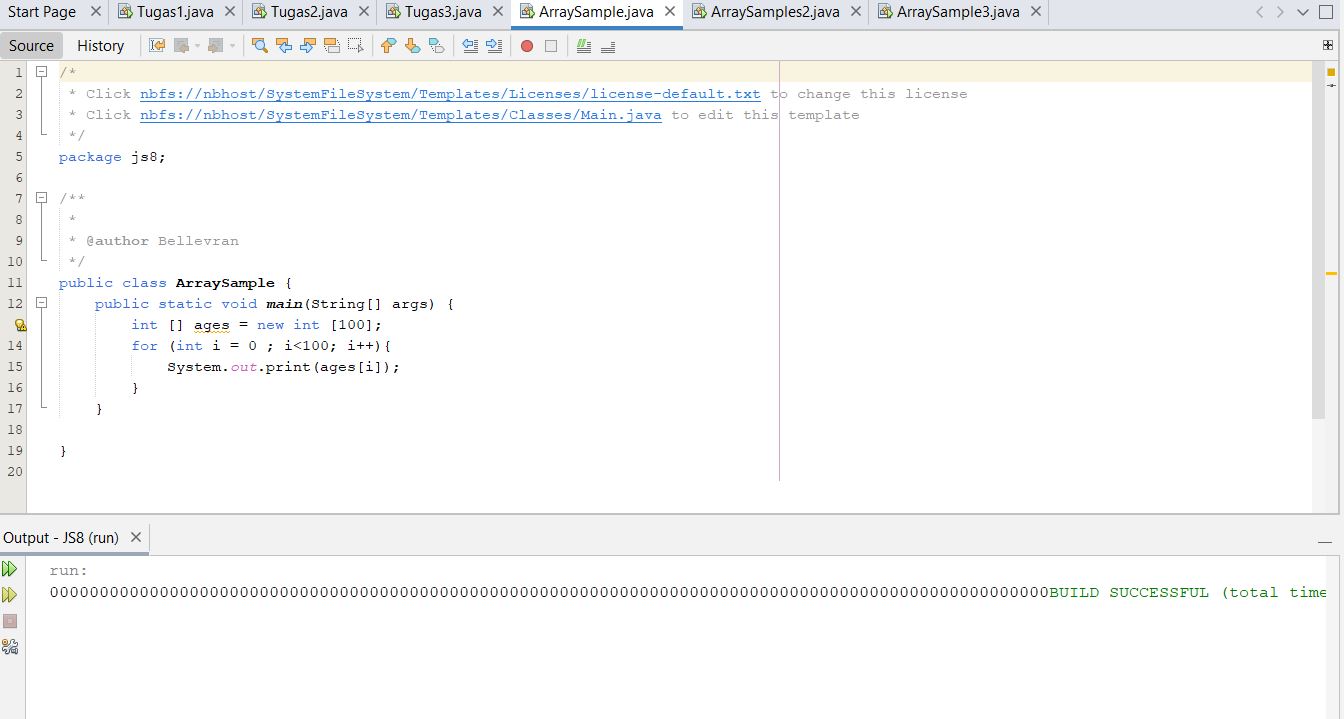 Start Page Tugas1.java Tugas2.java Tugas3.java ArraySample.java ArraySamples2.java ArraySample3.java
Source History
1 /*
2 * Click nbfs://nbhost/SystemFileSystem/Templates/Licenses/license-default.txt to change this license
3 * Click nbfs://nbhost/SystemFileSystem/Templates/Classes/Main.java to edit this template
4 */
5 package js8;
6
7 /**
8 *
9 * @author Bellevran
10 */
11 public class ArraySample {
12 public static void main(String[] args) {
int [] ages = new int [100];
14 for (int i = 0 ; i<100; i++){
15 System.out.print(ages[i]);
16 }
17 }
18
19 }
20
Output - JS8 (run)
run:
0000000000000000000000000000000000000000000000000000000000000000000000000000000000000000000000000000BUILD SUCCESSFUL (total time